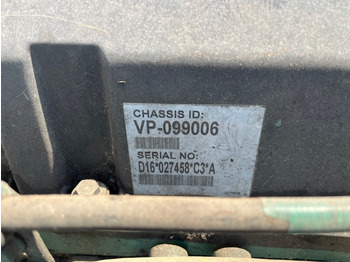 CHASSIS ID:
VP-099006
SERIAL NO:
D16*027458*C3*A